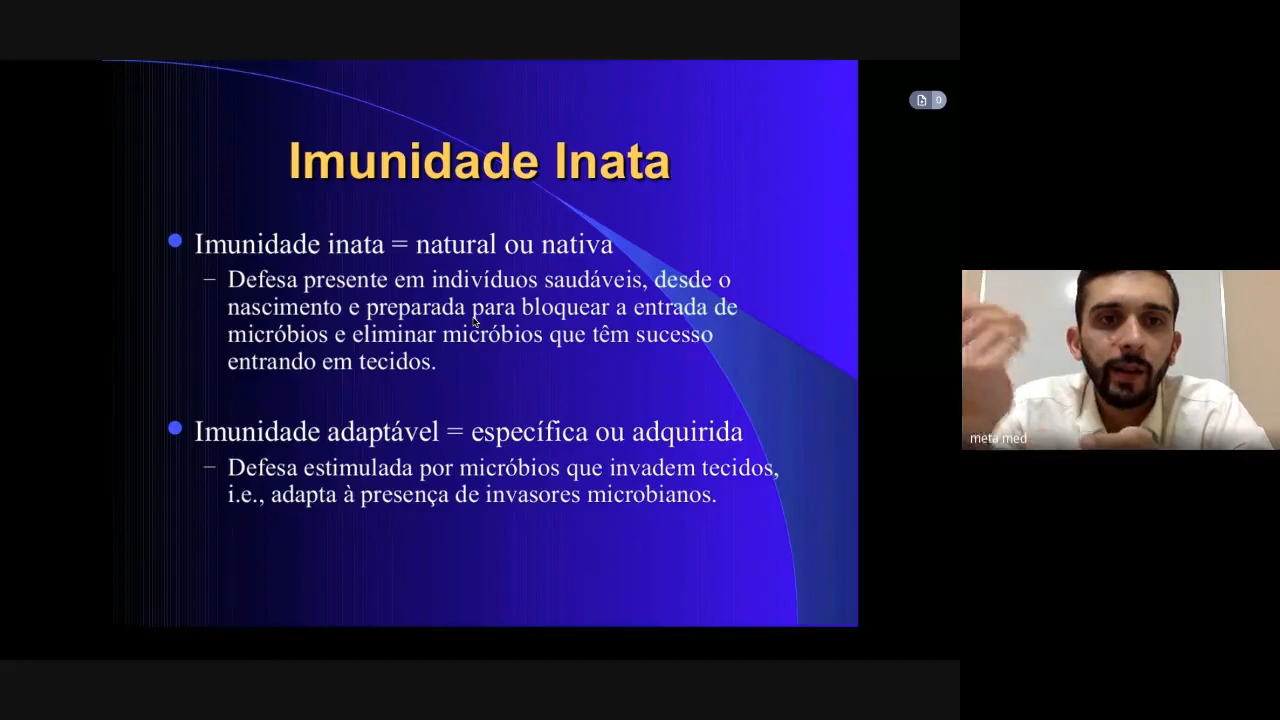 Imunidade Inata
Imunidade inata = natural ou nativa
– Defesa presente em indivíduos saudáveis, desde o
nascimento e preparada para bloquear a entrada de
micróbios e eliminar micróbios que têm sucesso
entrando em tecidos.
Imunidade adaptável = específica ou adquirida
– Defesa estimulada por micróbios que invadem tecidos,
i.e., adapta à presença de invasores microbianos.
0
meta med